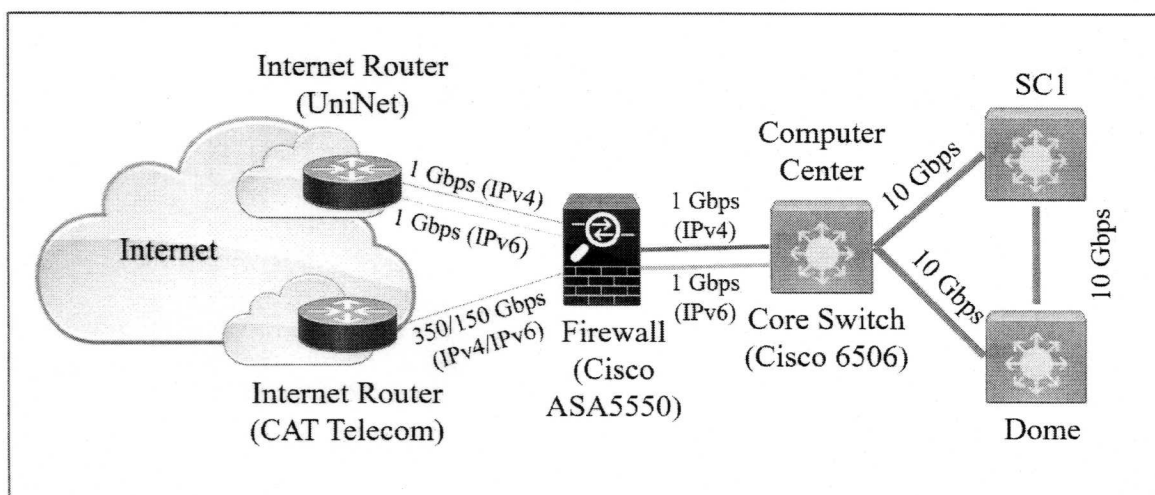 Internet Router
(UniNet)
1 Gbps (IPv4)
1 Gbps (IPv6)
Internet
350/150 Gbps
(IPv4/IPv6)
Internet Router
(CAT Telecom)
Firewall
(Cisco
ASA5550)
1 Gbps
(IPv4)
1 Gbps
(IPv6)
Computer
Center
Core Switch
(Cisco 6506)
10 Gbps
10 Gbps
SC1
10 Gbps
Dome